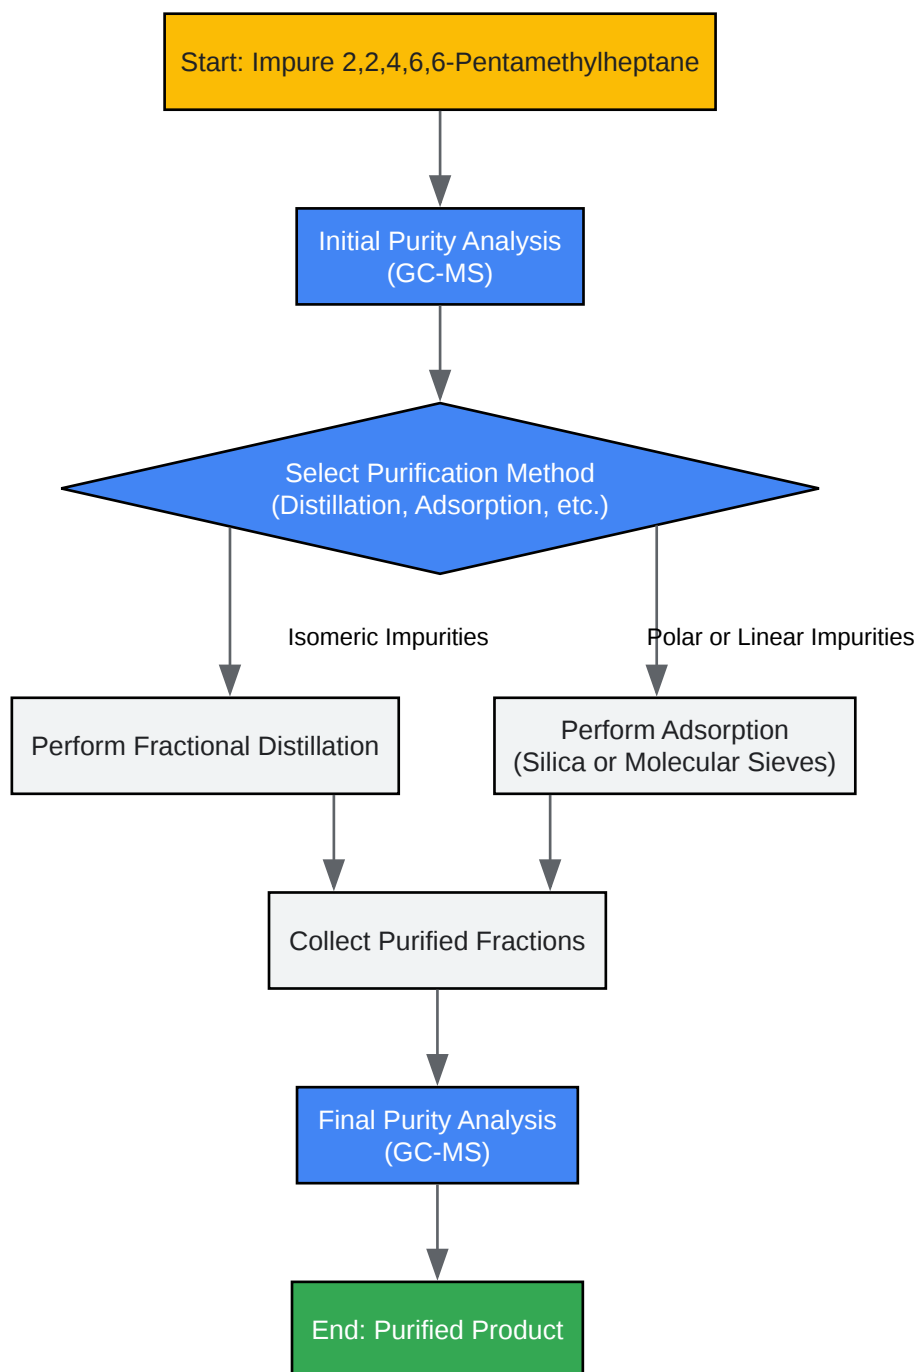 Start: Impure 2,2,4,6,6-Pentamethylheptane
Initial Purity Analysis
(GC-MS)
Select Purification Method
(Distillation, Adsorption, etc.)
Isomeric Impurities
Polar or Linear Impurities
Perform Fractional Distillation
Perform Adsorption
(Silica or Molecular Sieves)
Collect Purified Fractions
Final Purity Analysis
(GC-MS)
End: Purified Product